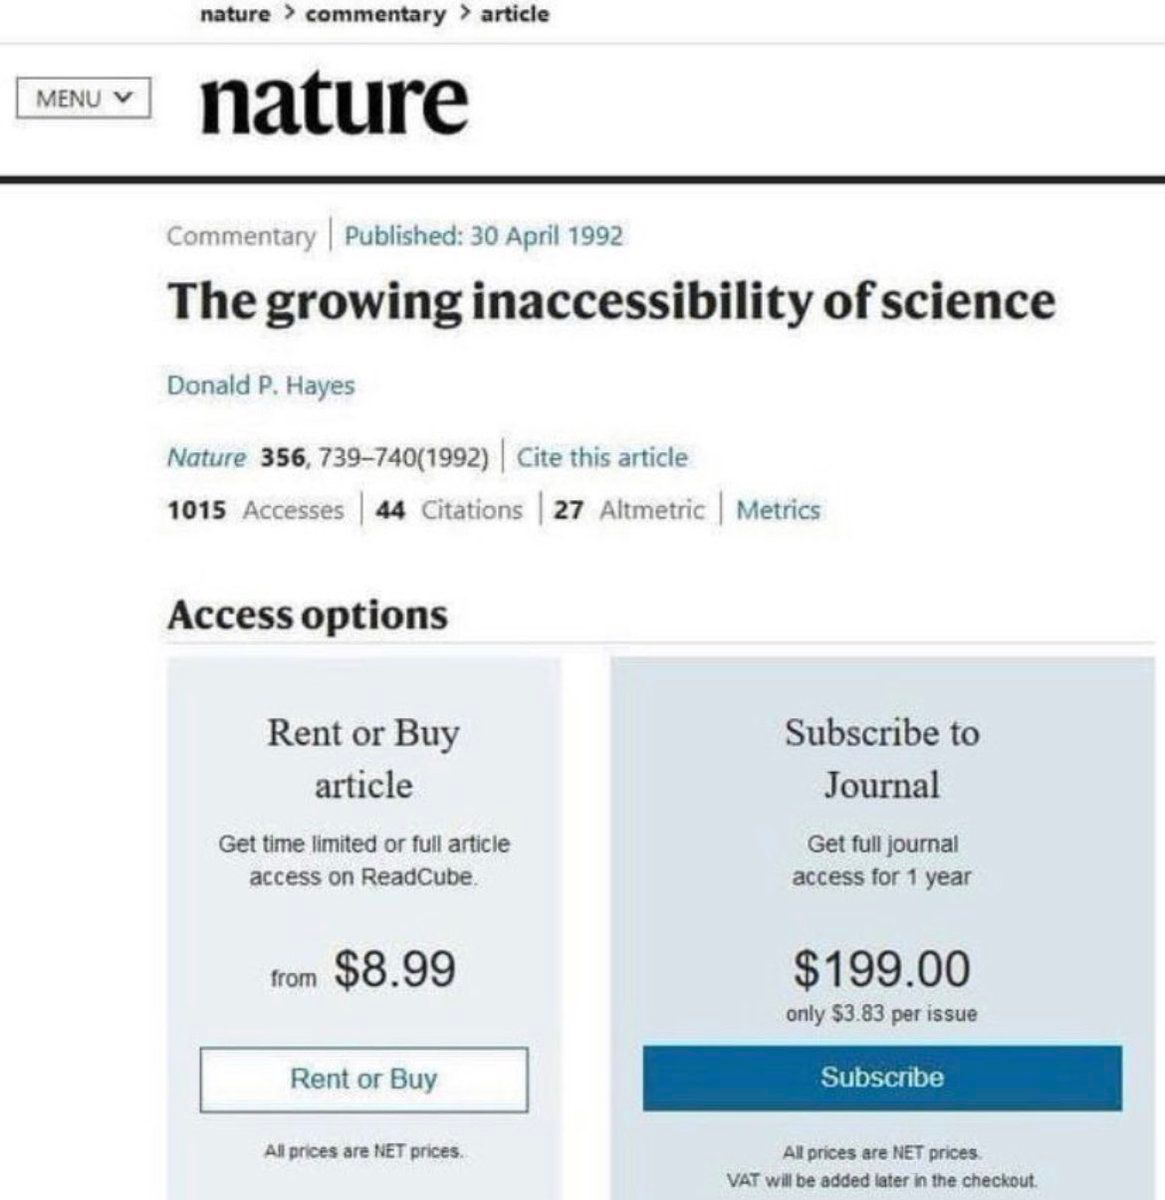 nature > commentary > article
MENU
nature
Commentary | Published: 30 April 1992
The growing inaccessibility of science
Donald P. Hayes
Nature 356, 739–740(1992) | Cite this article
1015 Accesses | 44 Citations | 27 Altmetric | Metrics
Access options
Rent or Buy
article
Get time limited or full article
access on ReadCube.
from $8.99
Rent or Buy
All prices are NET prices.
Subscribe to
Journal
Get full journal
access for 1 year
$199.00
only $3.83 per issue
Subscribe
All prices are NET prices.
VAT will be added later in the checkout.